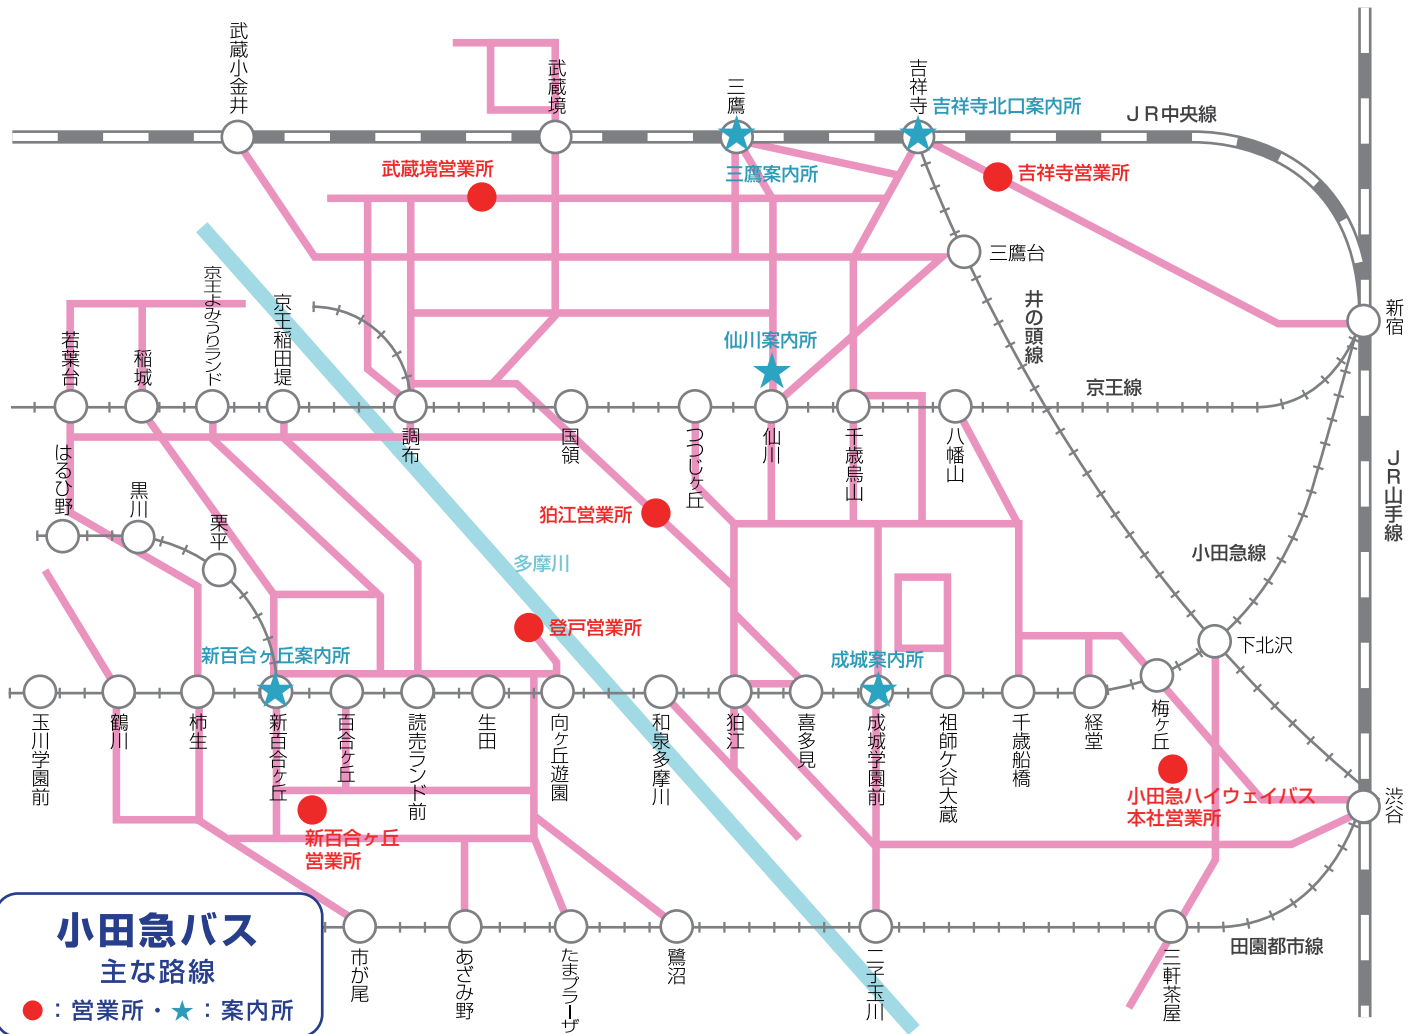 武蔵小金井
武蔵境
三鷹
吉祥寺
吉祥寺北口案内所
JR中央線
武蔵境営業所
三鷹案内所
吉祥寺営業所
三鷹台
井の頭線
新宿
京王よみうりランド
京王稲田堤
若葉台
稲城
仙川案内所
京王線
調布
国領
つつじヶ丘
仙川
千歳烏山
八幡山
JR山手線
はるひ野
黒川
栗平
狛江営業所
多摩川
小田急線
登戸営業所
新百合ヶ丘案内所
成城案内所
下北沢
玉川学園前
鶴川
柿生
新百合ヶ丘
百合ヶ丘
読売ランド前
生田
向ヶ丘遊園
和泉多摩川
狛江
喜多見
成城学園前
祖師ケ谷大蔵
千歳船橋
経堂
梅ヶ丘
小田急ハイウェイバス
本社営業所
渋谷
新百合ヶ丘
営業所
小田急バス
主な路線
●：営業所・★：案内所
市が尾
あざみ野
たまプラーザ
鷺沼
二子玉川
三軒茶屋
田園都市線